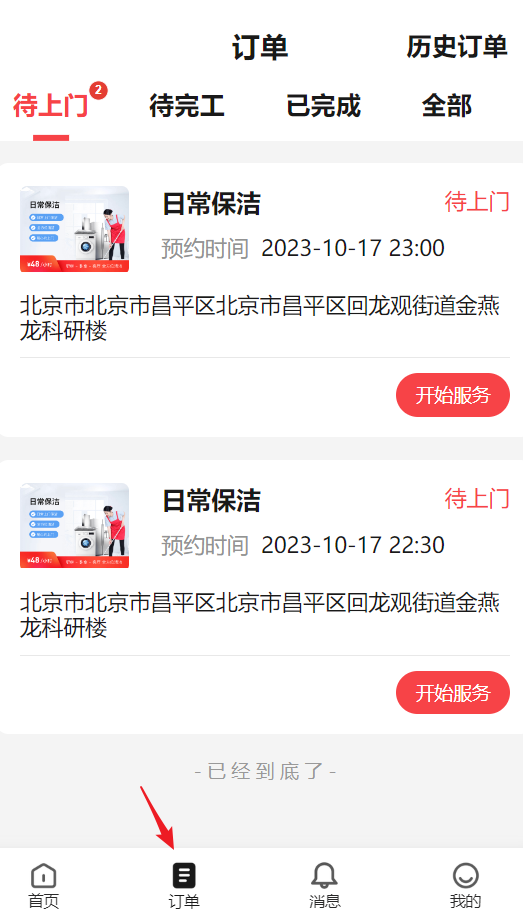 订单 历史订单
待上门 2 待完工 已完成 全部
日常保洁 待上门
日常保洁
预约时间 2023-10-17 23:00
¥48
北京市北京市昌平区北京市昌平区回龙观街道金燕
龙科研楼
开始服务
日常保洁 待上门
日常保洁
预约时间 2023-10-17 22:30
¥48
北京市北京市昌平区北京市昌平区回龙观街道金燕
龙科研楼
开始服务
- 已 经 到 底 了 -
首页 订单 消息 我的